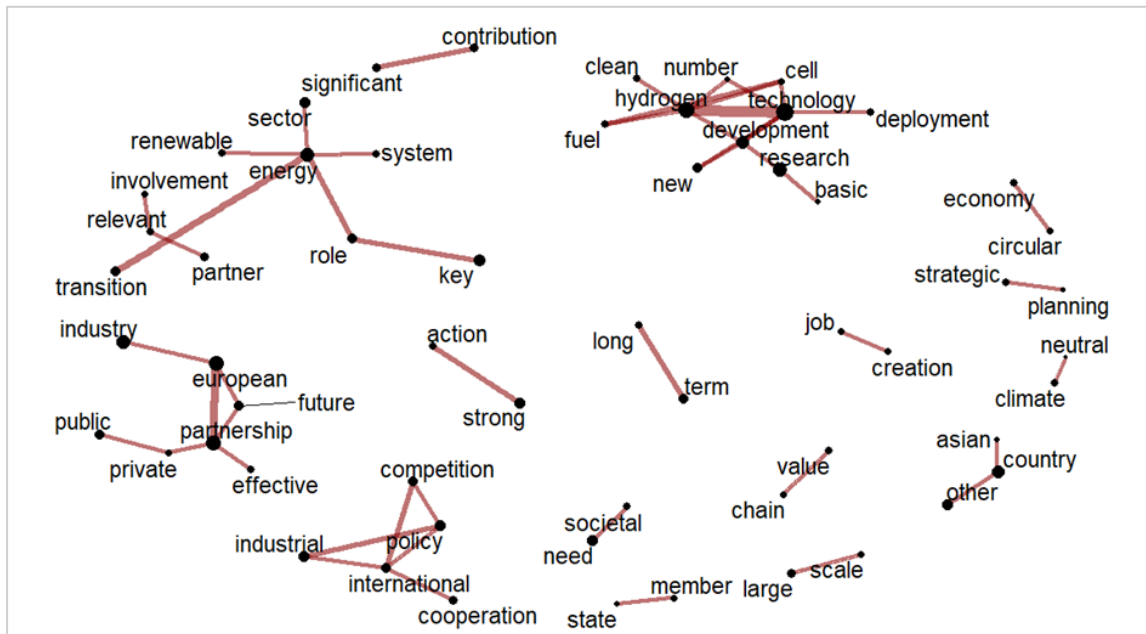 contribution
significant
sector
renewable
energy
system
involvement
relevant
partner
transition
role
key
clean
number
cell
hydrogen
technology
fuel
development
deployment
research
new
basic
economy
circular
strategic
planning
industry
european
future
public
partnership
private
effective
action
strong
long
term
job
creation
neutral
climate
competition
industrial
policy
international
cooperation
societal
need
member
state
value
chain
large
scale
asian
country
other